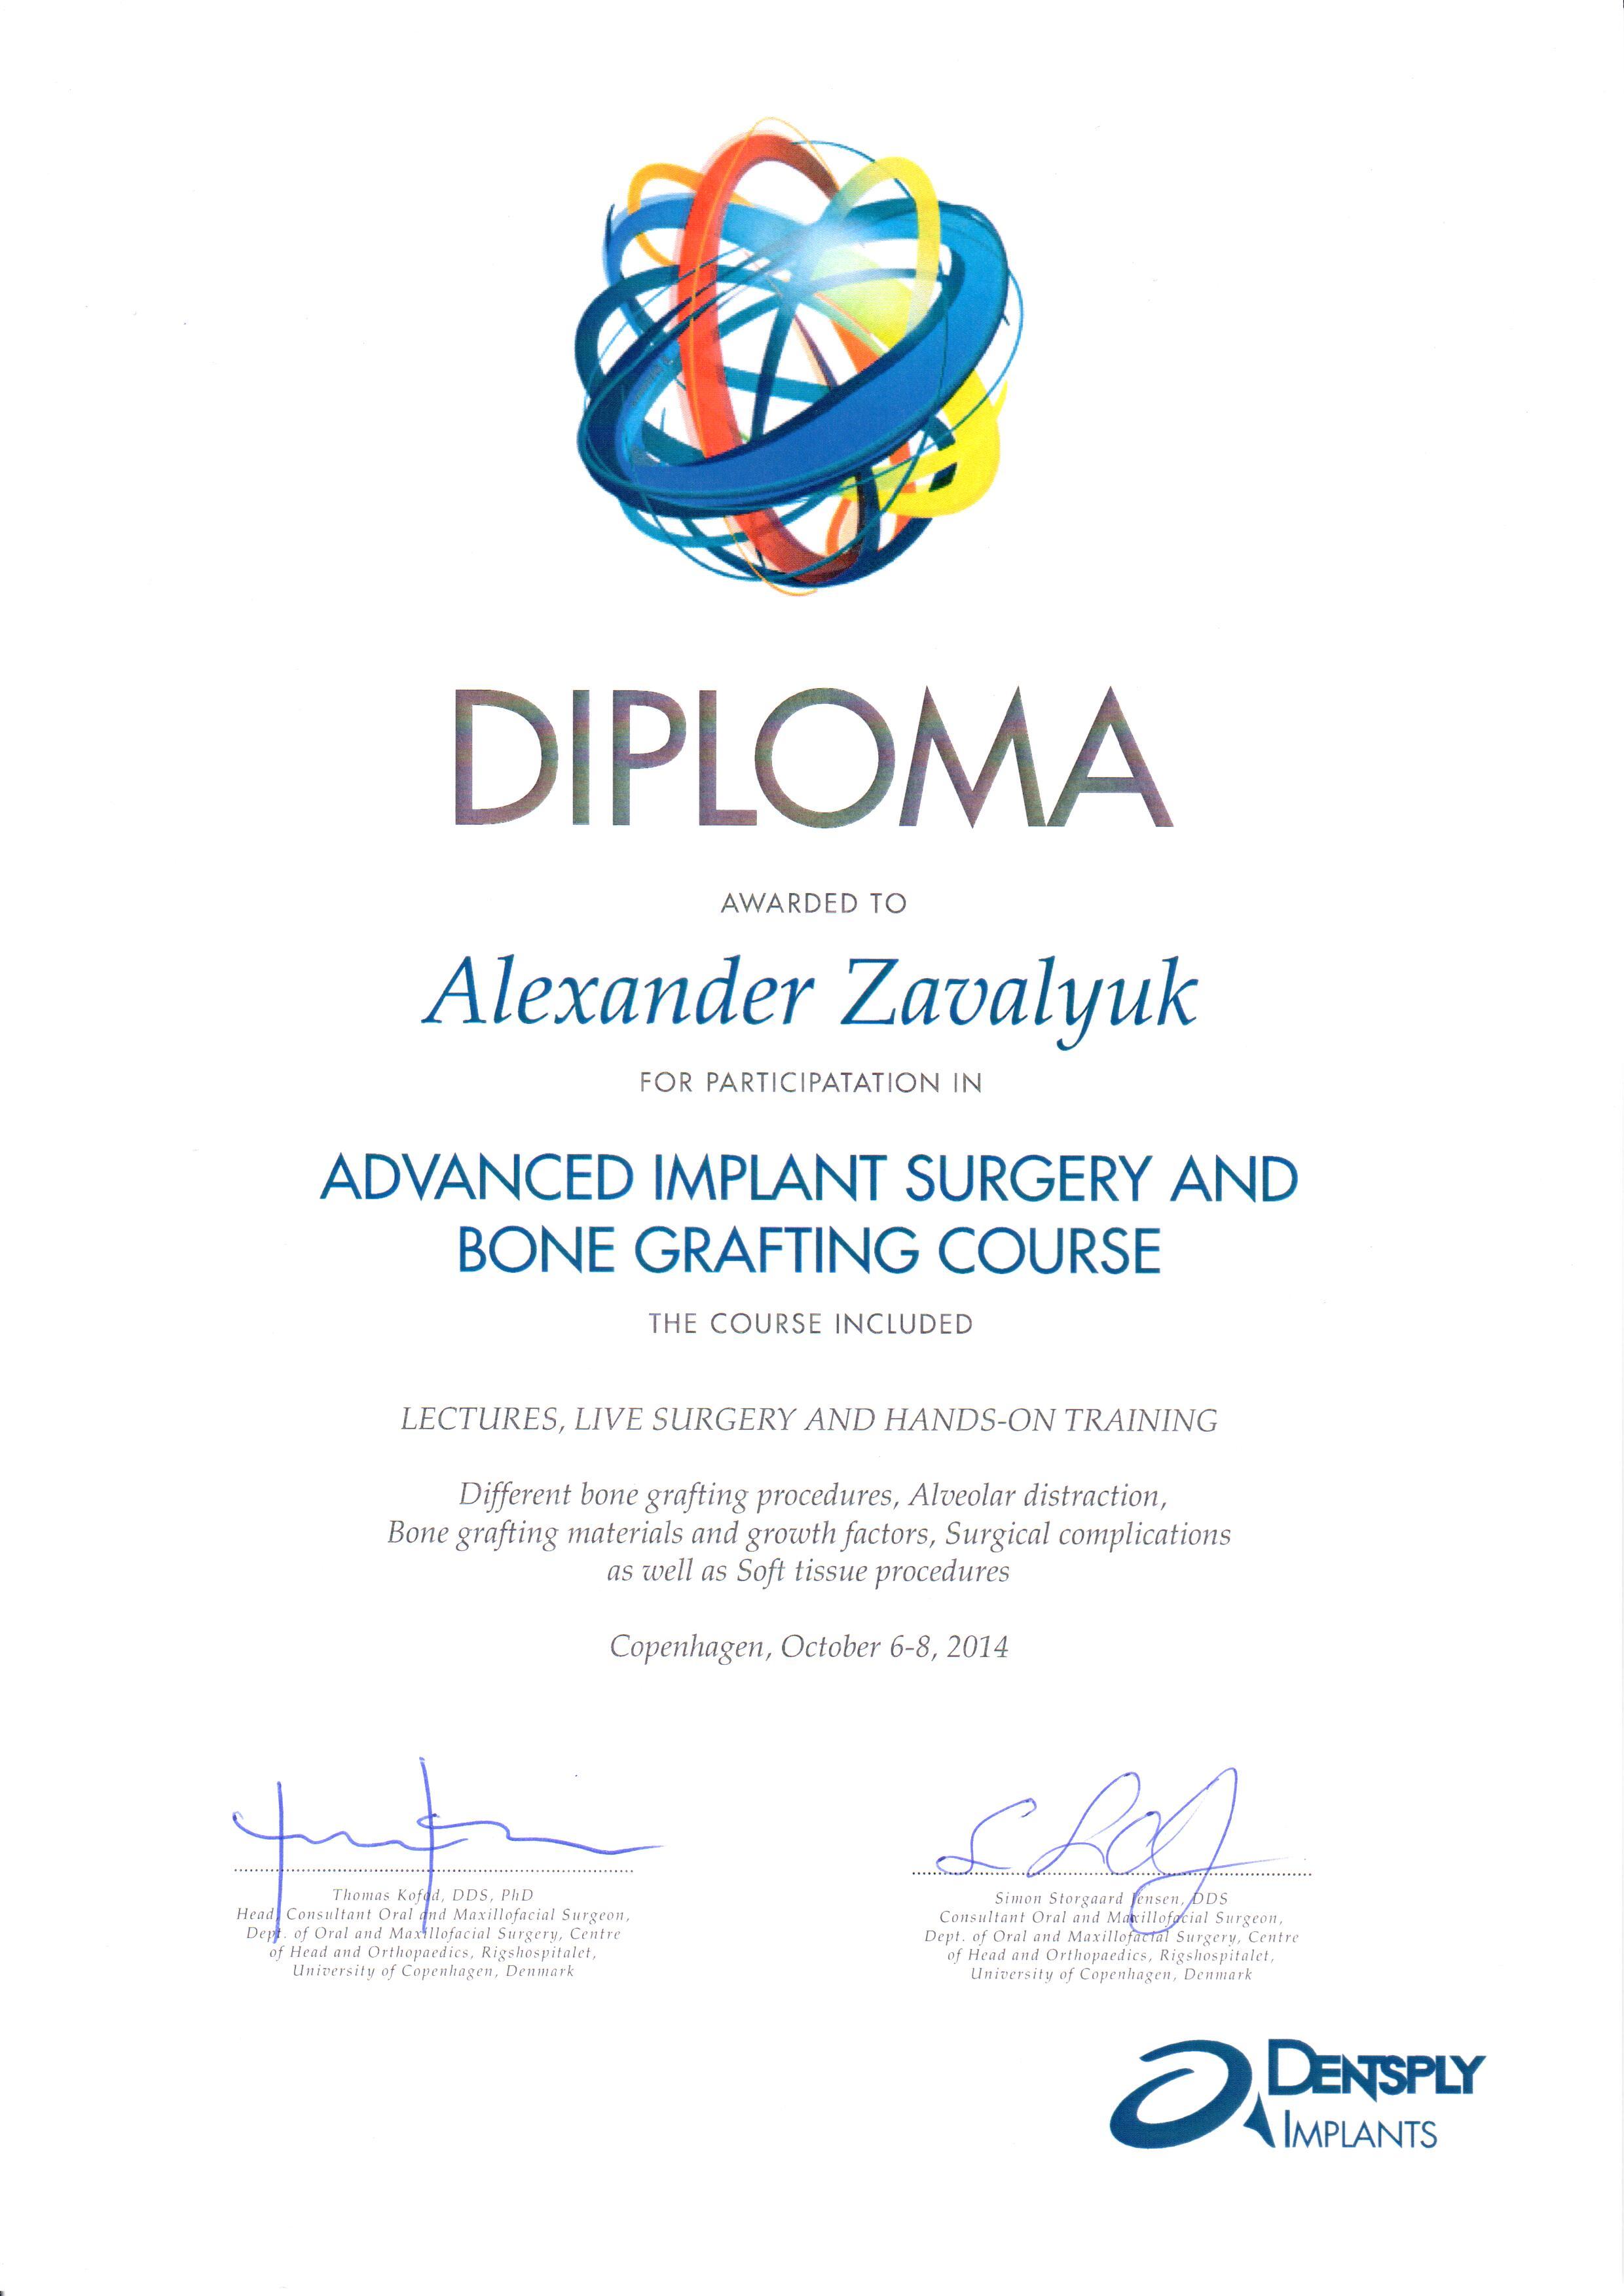 DIPLOMA
AWARDED TO
Alexander Zavalyuk
FOR PARTICIPATATION IN
ADVANCED IMPLANT SURGERY AND
BONE GRAFTING COURSE
THE COURSE INCLUDED
LECTURES, LIVE SURGERY AND HANDS-ON TRAINING
Different bone grafting procedures, Alveolar distraction,
Bone grafting materials and growth factors, Surgical complications
as well as Soft tissue procedures
Copenhagen, October 6-8, 2014
Thomas Kofod, DDS, PhD
Head, Consultant Oral and Maxillofacial Surgeon,
Dept. of Oral and Maxillofacial Surgery, Centre
of Head and Orthopaedics, Rigshospitalet,
University of Copenhagen, Denmark
Simon Storgaard Jensen, DDS
Consultant Oral and Maxillofacial Surgeon,
Dept. of Oral and Maxillofacial Surgery, Centre
of Head and Orthopaedics, Rigshospitalet,
University of Copenhagen, Denmark
DENTSPLY
IMPLANTS